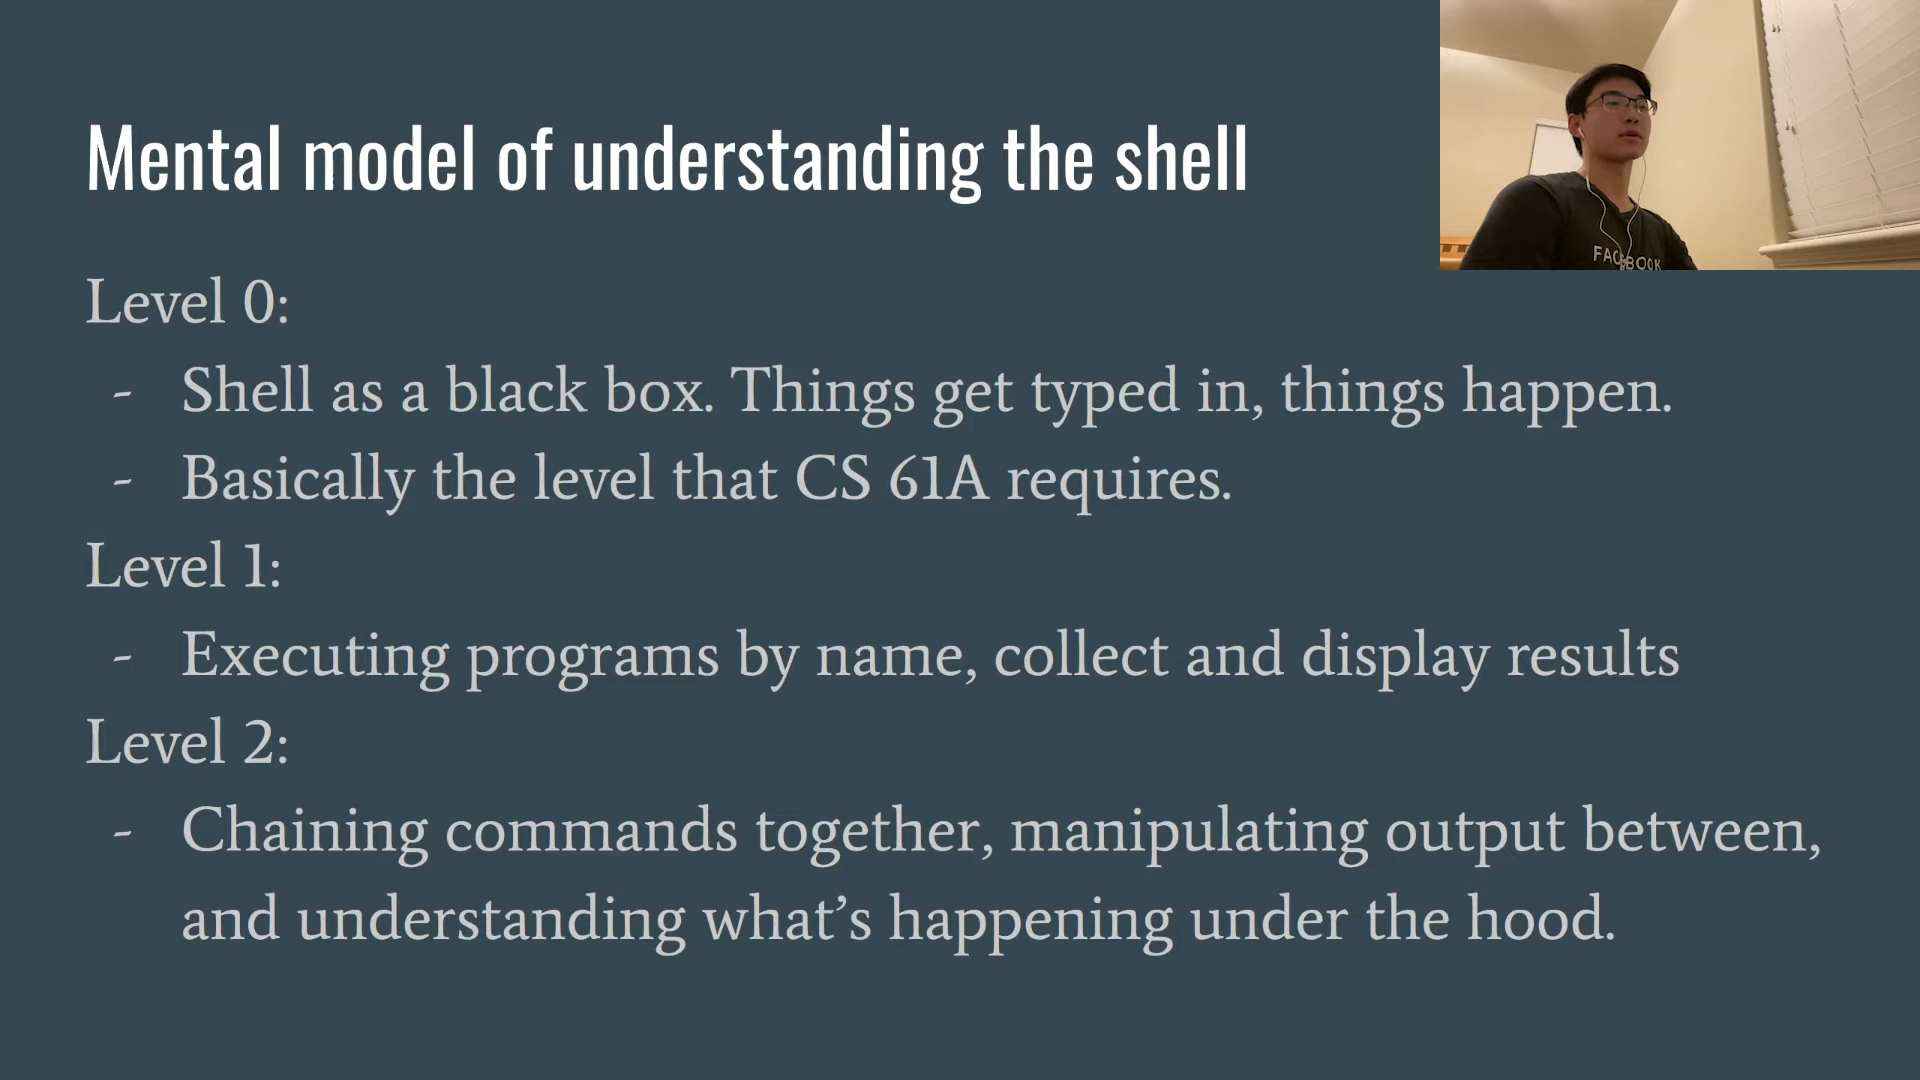 Mental model of understanding the shell
FACEBOOK
Level 0:
- Shell as a black box. Things get typed in, things happen.
- Basically the level that CS 61A requires.
Level 1:
- Executing programs by name, collect and display results
Level 2:
- Chaining commands together, manipulating output between,
and understanding what’s happening under the hood.